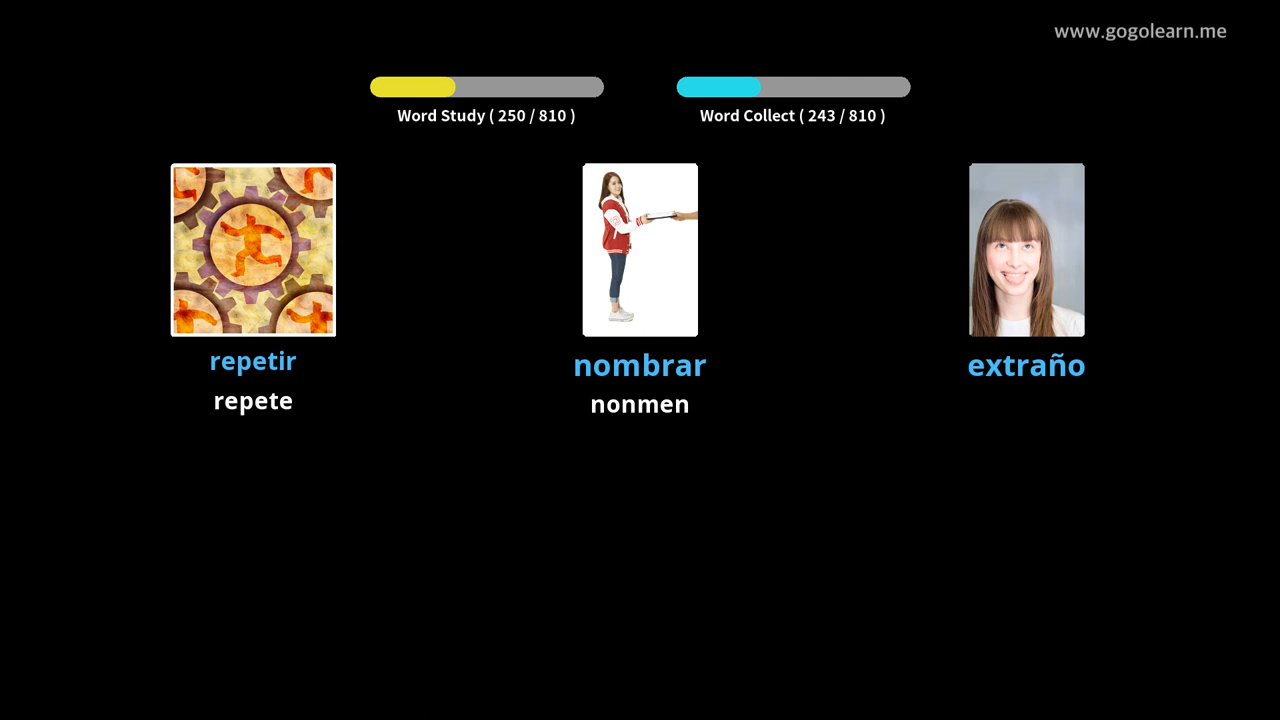 www.gogolearn.me
Word Study ( 250 / 810 )
Word Collect ( 243 / 810 )
repetir
repete
nombrar
nonmen
extraño